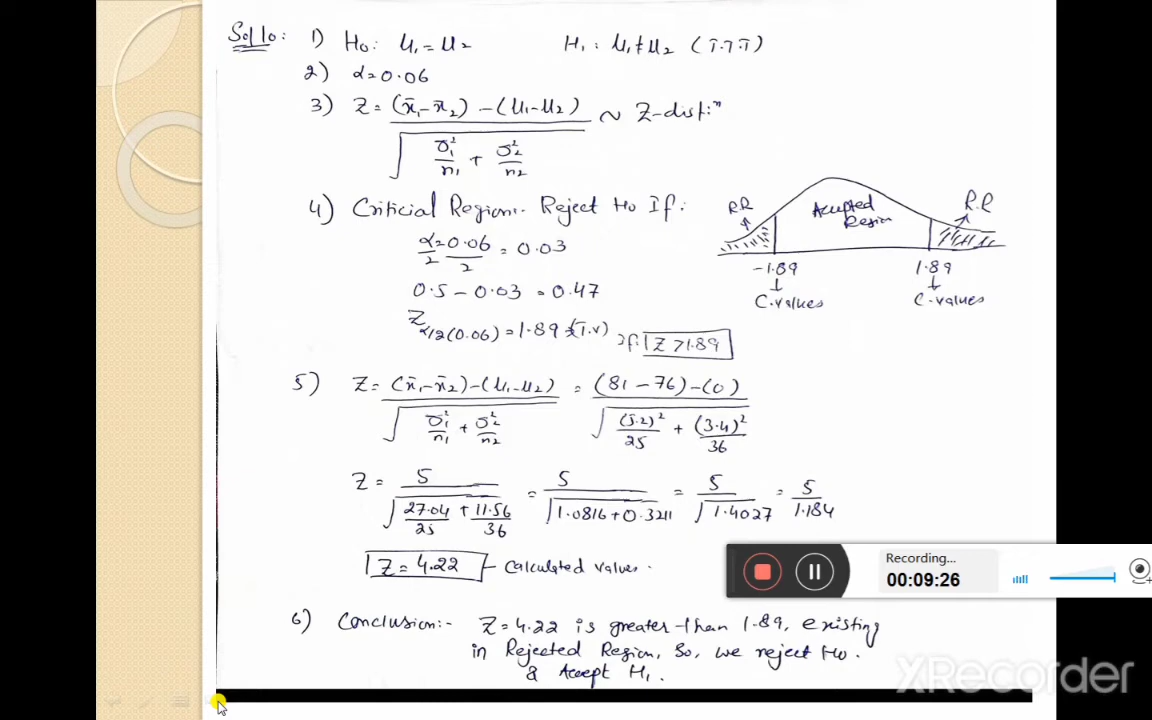 Sol 10: 1) H0: μ1 = μ2 H1: μ1 ≠ μ2 (T.T.T)
2) α = 0.06
3) Z = (x̄1 - x̄2) - (μ1 - μ2) / √(σ1²/n1 + σ2²/n2) ~ Z-dist:n
4) Criticial Region:- Reject H0 If:
α/2 = 0.06/2 = 0.03
0.5 - 0.03 = 0.47
Zα/2(0.06) = 1.89 (T.v) If: |Z > 1.89
R.R Accepted Region R.R
-1.89 1.89
C.values C.values
5) Z = (x̄1 - x̄2) - (μ1 - μ2) / √(σ1²/n1 + σ2²/n2) = (81 - 76) - (0) / √((5.2)²/25 + (3.4)²/36)
Z = 5 / √(27.04/25 + 11.56/36) = 5 / √(1.0816 + 0.3211) = 5 / √1.4027 = 5 / 1.184
|Z = 4.22 - Calculated values.
6) Conclusion:- Z = 4.22 is greater than 1.89, existing
in Rejected Region, So, we reject H0.
& Accept H1.
Recording...
00:09:26
XRecorder